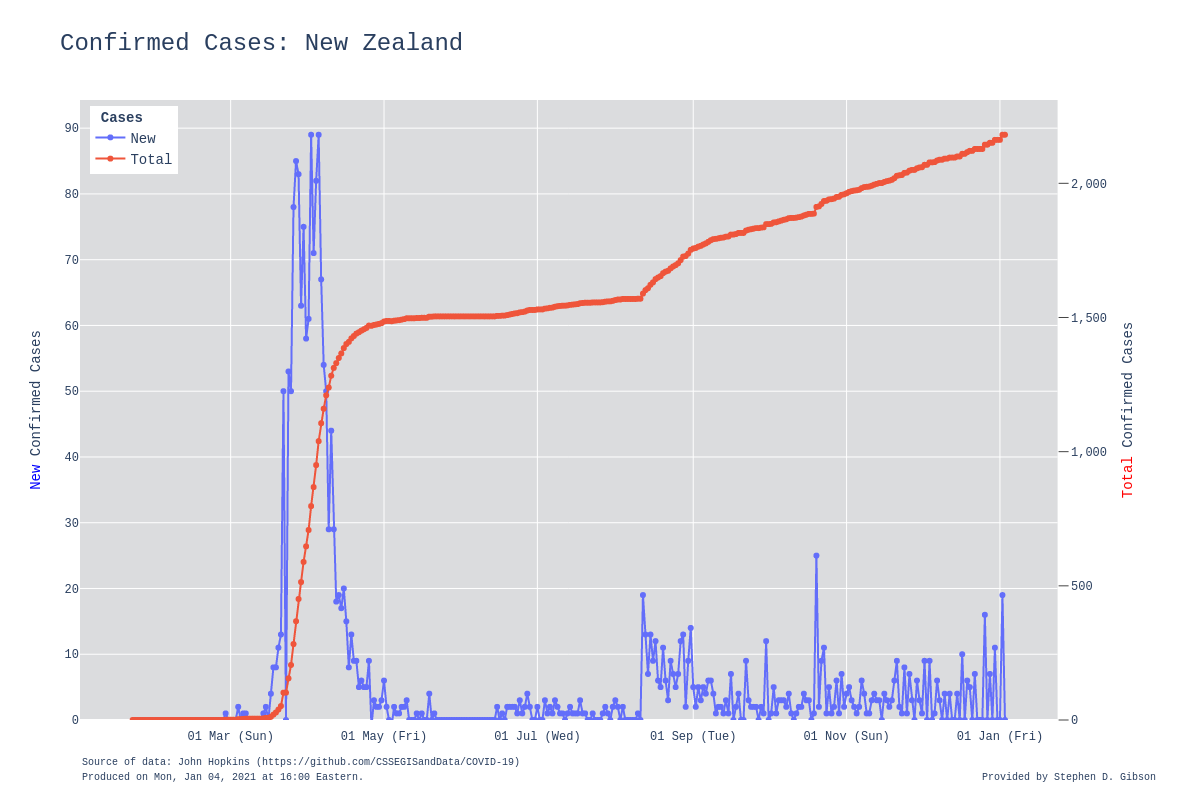 Confirmed Cases: New Zealand
Cases
New
Total
90
80
70
60
50
40
30
20
10
0
2,000
1,500
1,000
500
0
New Confirmed Cases
Total Confirmed Cases
01 Mar (Sun)
01 May (Fri)
01 Jul (Wed)
01 Sep (Tue)
01 Nov (Sun)
01 Jan (Fri)
Source of data: John Hopkins (https://github.com/CSSEGISandData/COVID-19)
Produced on Mon, Jan 04, 2021 at 16:00 Eastern.
Provided by Stephen D. Gibson